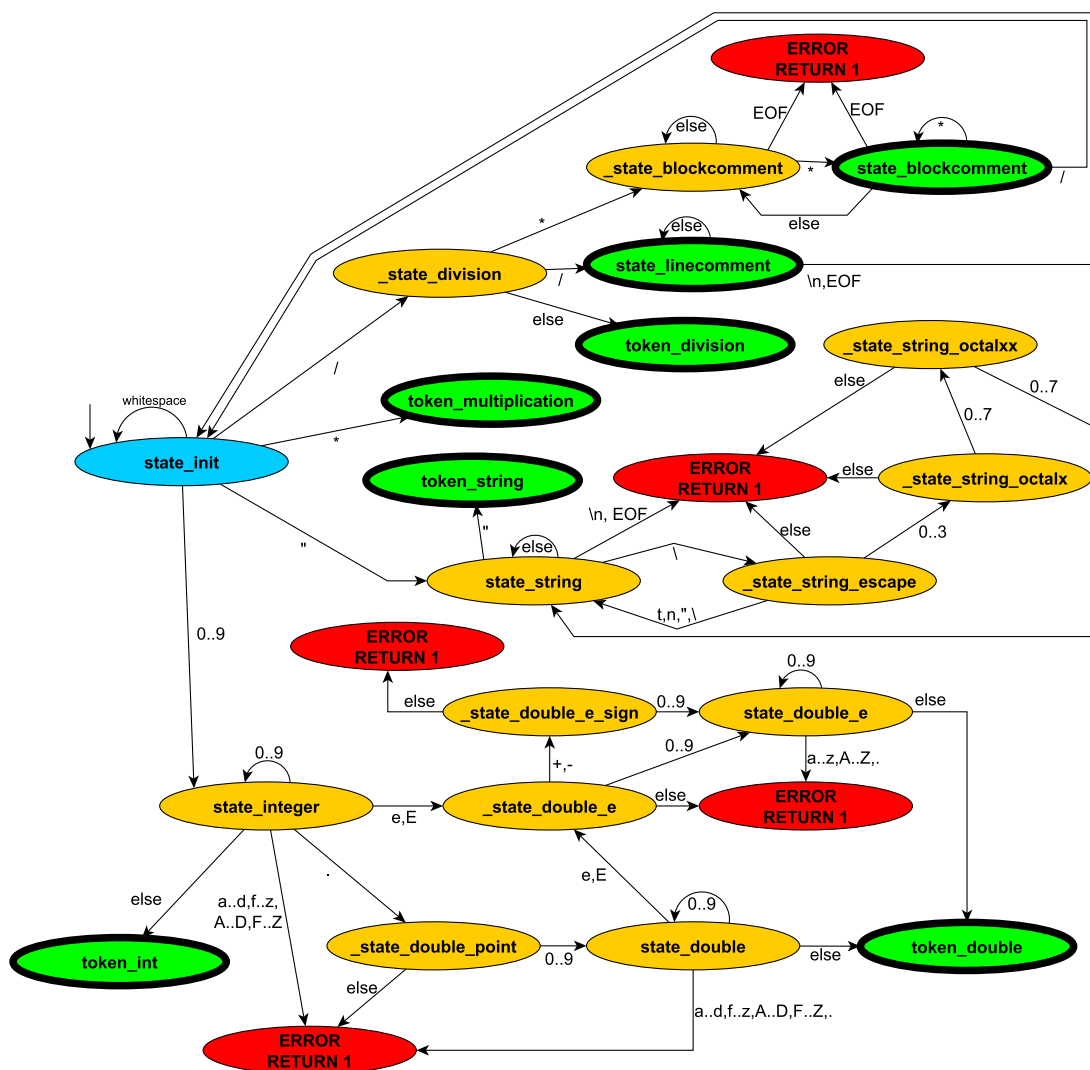 ERROR
RETURN 1
EOF
EOF
else
*
_state_blockcomment
*
state_blockcomment
/
else
*
else
_state_division
/
state_linecomment
\n,EOF
else
token_division
_state_string_octalxx
/
else
0..7
whitespace
token_multiplication
0..7
*
state_init
ERROR
RETURN 1
else
_state_string_octalx
token_string
"
\n, EOF
else
0..3
"
else
\
state_string
_state_string_escape
t,n,",\
0..9
ERROR
RETURN 1
0..9
else
_state_double_e_sign
0..9
state_double_e
else
0..9
0..9
+,-
a..z,A..Z,.
state_integer
e,E
_state_double_e
else
ERROR
RETURN 1
.
e,E
else
a..d,f..z,
A..D,F..Z
0..9
_state_double_point
0..9
state_double
else
token_double
token_int
else
a..d,f..z,A..D,F..Z,.
ERROR
RETURN 1